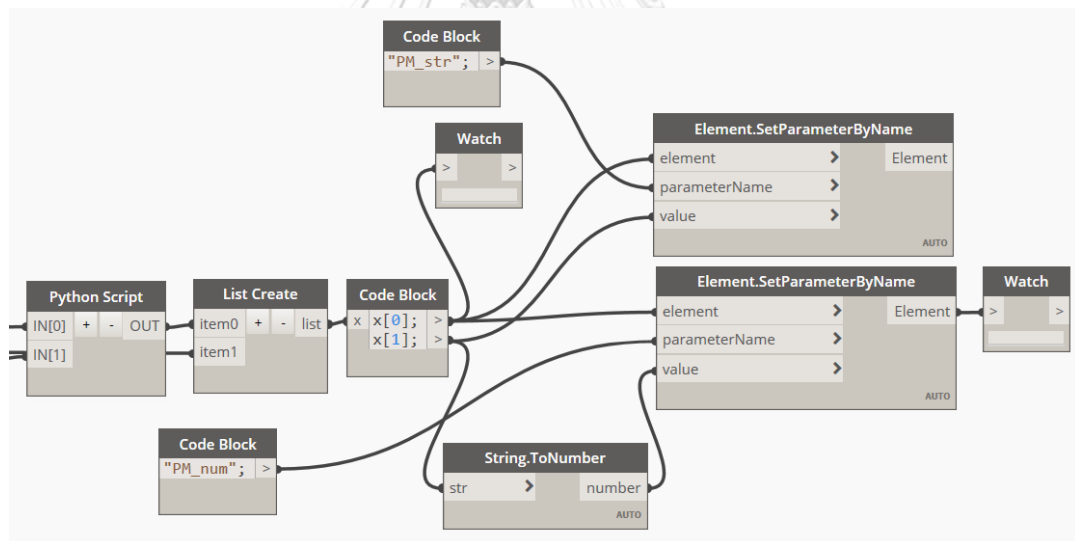 Code Block
"PM_str"; >
Watch
> >
Element.SetParameterByName
element > Element
parameterName >
value >
AUTO
Python Script
IN[0] + - OUT
IN[1]
List Create
item0 + - list
item1
Code Block
x x[0]; >
x[1]; >
Element.SetParameterByName
element > Element
parameterName >
value >
AUTO
Watch
> >
Code Block
"PM_num"; >
String.ToNumber
str > number
AUTO